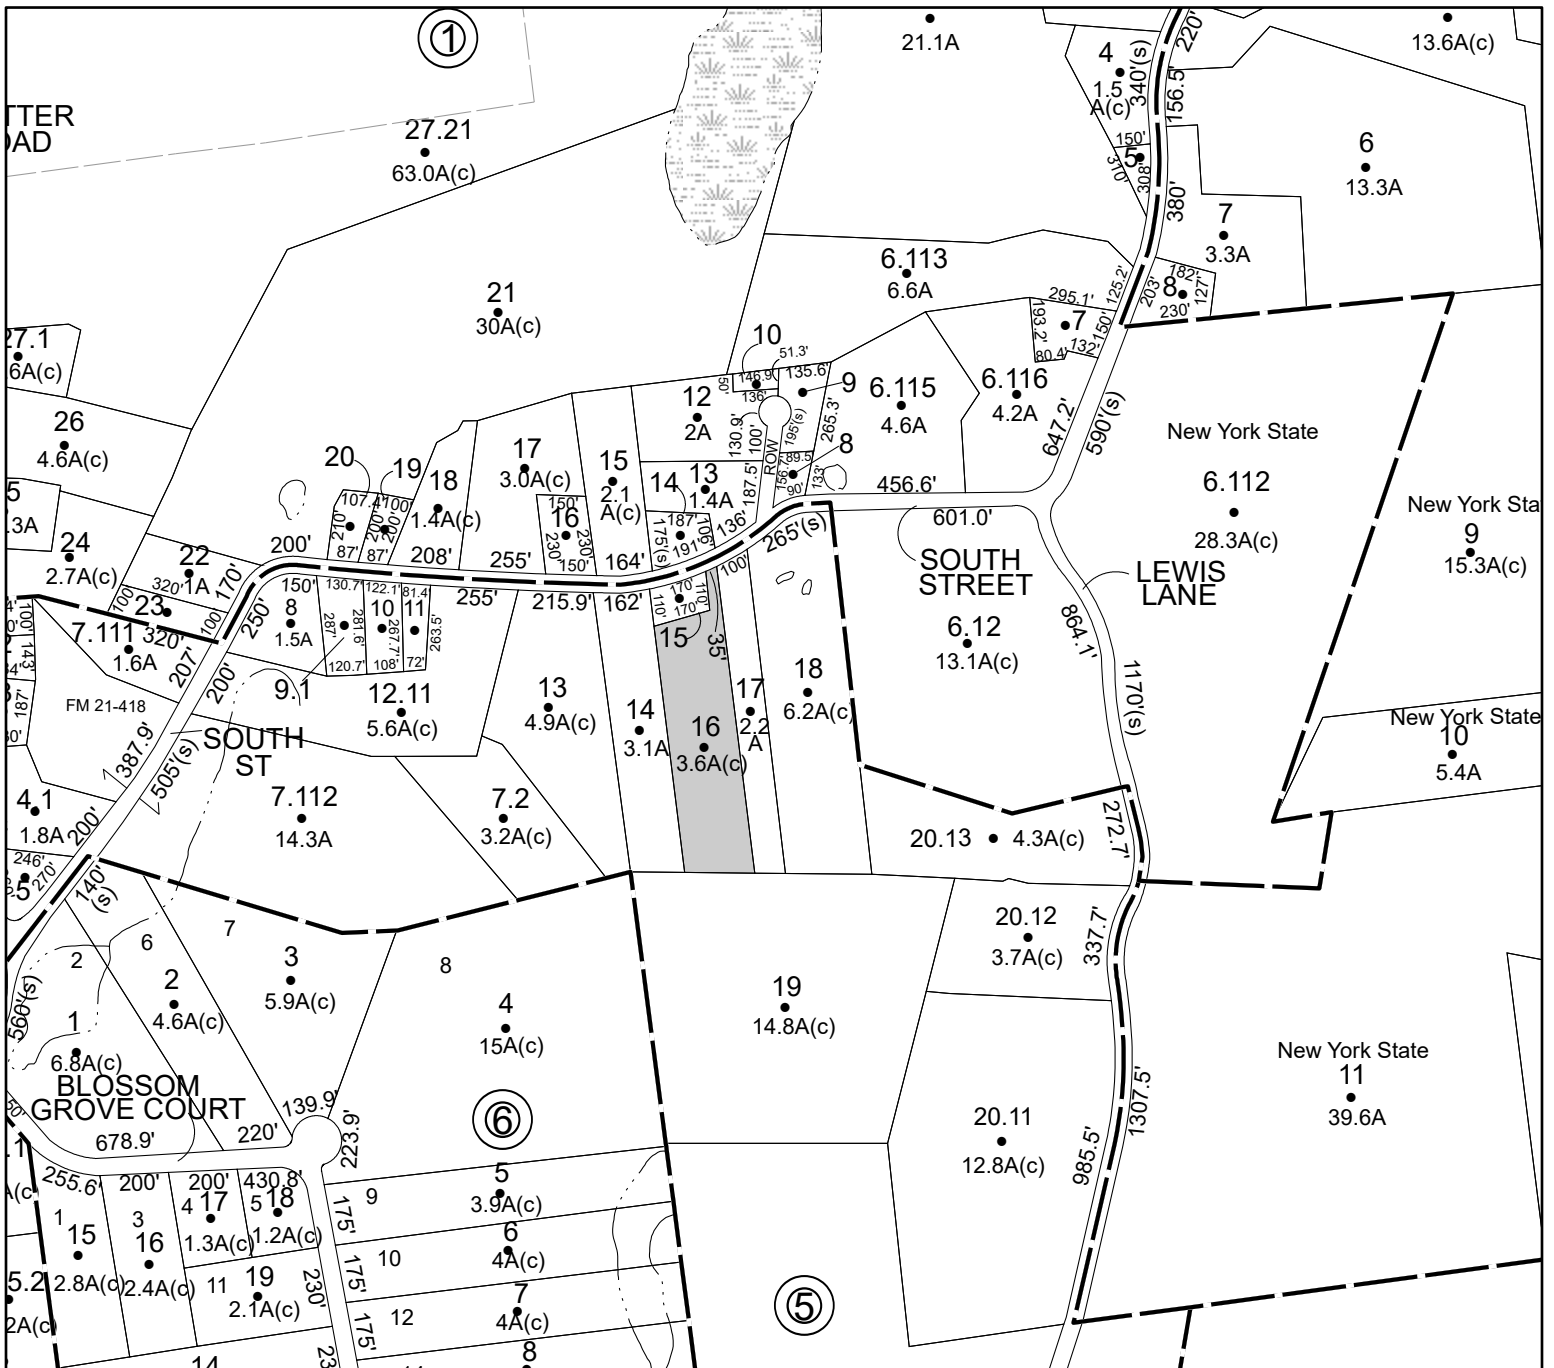 1
21.1A
13.6A(c)
220'
TTER
OAD
27.21
63.0A(c)
4
1.5
A(c)
340'(s)
156.5'
150'
5
310'
308'
380'
6
13.3A
7
3.3A
182'
8
203'
127'
230'
125.2'
6.113
6.6A
21
30A(c)
295.1'
7
193.2'
80.4'
132'
150'
27.1
6A(c)
10
51.3'
146.9'
135.6'
50'
136'
9
12
2A
130.9'
100'
195'(s)
265.3'
6.115
4.6A
6.116
4.2A
647.2'
590'(s)
New York State
6.112
28.3A(c)
26
4.6A(c)
20
19
107.4'
100'
18
1.4A(c)
17
3.0A(c)
15
2.1
A(c)
14
13
1.4A
187.5'
ROW
89.5'
8
156.7'
90'
133'
456.6'
601.0'
5
.3A
24
2.7A(c)
22
1A
320'
23
100'
100'
170'
200'
210'
87'
200'
200'
87'
208'
255'
150'
16
230'
230'
150'
164'
187'
175'(s)
106'
191'
136'
265'(s)
100'
SOUTH
STREET
LEWIS
LANE
New York Sta
9
15.3A(c)
7.111
1.6A
320'
207'
250'
200'
150'
8
1.5A
130.7'
122.1'
81.4'
287'
281.6'
10
267.7'
11
263.5'
120.7'
108'
72'
9.1
255'
215.9'
162'
170'
110'
110'
170'
15
35'
6.12
13.1A(c)
864.1'
1170'(s)
100'
143'
187'
FM 21-418
387.9'
505'(s)
SOUTH
ST
12.11
5.6A(c)
13
4.9A(c)
14
3.1A
16
3.6A(c)
17
2.2
A
18
6.2A(c)
New York State
10
5.4A
4.1
1.8A
200'
7.112
14.3A
7.2
3.2A(c)
20.13
4.3A(c)
272.7'
246'
270'
5
140'
(s)
2
6
7
8
3
5.9A(c)
2
4.6A(c)
1
6.8A(c)
560'(s)
4
15A(c)
19
14.8A(c)
20.12
3.7A(c)
337.7'
New York State
11
39.6A
BLOSSOM
GROVE COURT
678.9'
220'
139.9'
223.9'
6
20.11
12.8A(c)
985.5'
1307.5'
255.6'
200'
200'
430.8'
9
5
3.9A(c)
175'
1
15
2.8A(c)
3
16
2.4A(c)
4
17
1.3A(c)
5
18
1.2A(c)
10
6
4A(c)
175'
11
19
2.1A(c)
230'
5.2
2A(c)
12
7
4A(c)
175'
5
14
8